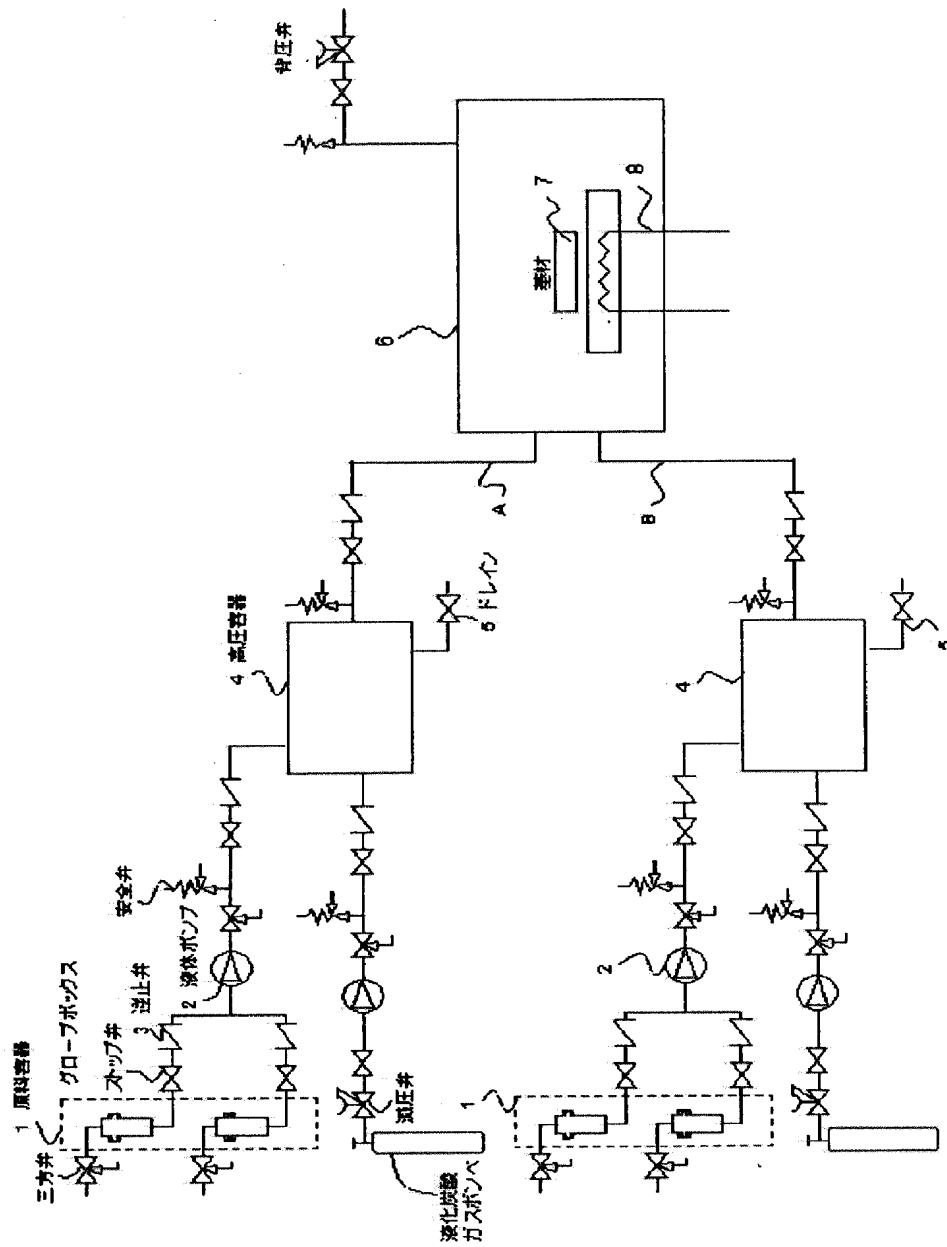 1 原料容器
グローブボックス
ストップ弁
三方弁
3 逆止弁
2 液体ポンプ
安全弁
4 高圧容器
5 ドレイン
減圧弁
液化炭酸
ガスボンベ
A
B
6
基材
7
8
背圧弁
1
2
4
5